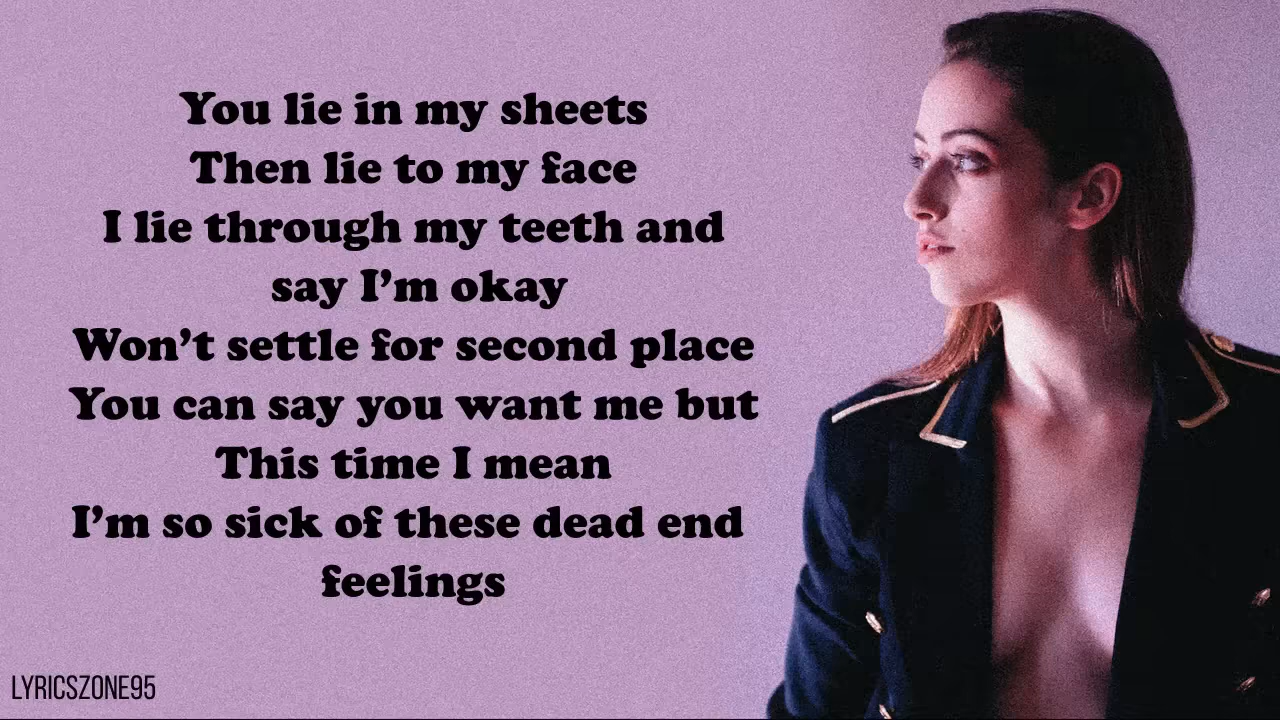 You lie in my sheets
Then lie to my face
I lie through my teeth and
say I’m okay
Won’t settle for second place
You can say you want me but
This time I mean
I’m so sick of these dead end
feelings
LYRICSZONE95